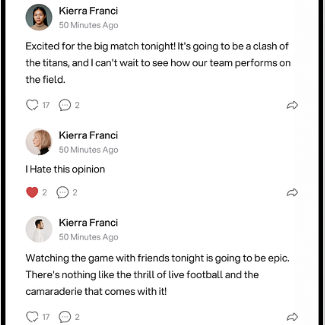 Kierra Franci
50 Minutes Ago
Excited for the big match tonight! It's going to be a clash of
the titans, and I can't wait to see how our team performs on
the field.
17 2
Kierra Franci
50 Minutes Ago
I Hate this opinion
2 2
Kierra Franci
50 Minutes Ago
Watching the game with friends tonight is going to be epic.
There's nothing like the thrill of live football and the
camaraderie that comes with it!
17 2